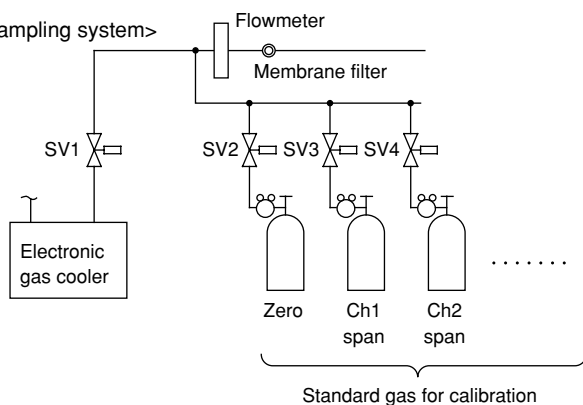 ampling system>
Flowmeter
Membrane filter
SV1
SV2
SV3
SV4
Electronic
gas cooler
Zero
Ch1
span
Ch2
span
.......
Standard gas for calibration